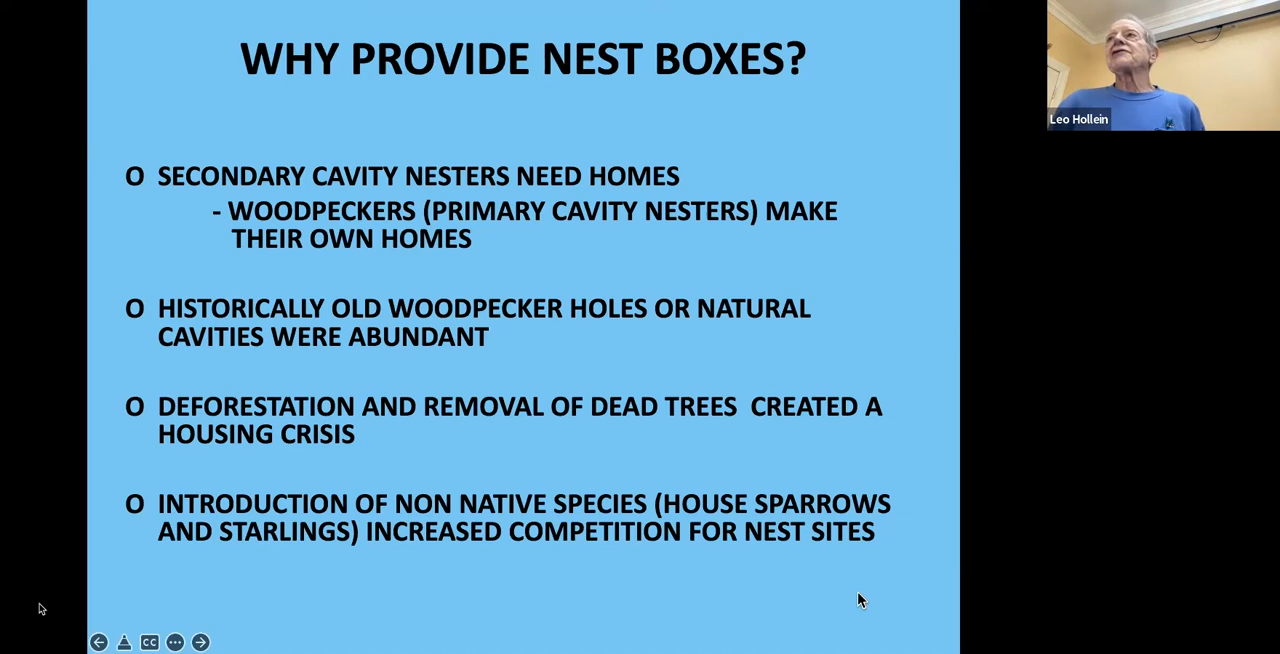 WHY PROVIDE NEST BOXES?
O SECONDARY CAVITY NESTERS NEED HOMES
- WOODPECKERS (PRIMARY CAVITY NESTERS) MAKE
THEIR OWN HOMES
O HISTORICALLY OLD WOODPECKER HOLES OR NATURAL
CAVITIES WERE ABUNDANT
O DEFORESTATION AND REMOVAL OF DEAD TREES CREATED A
HOUSING CRISIS
O INTRODUCTION OF NON NATIVE SPECIES (HOUSE SPARROWS
AND STARLINGS) INCREASED COMPETITION FOR NEST SITES
Leo Hollein
CC